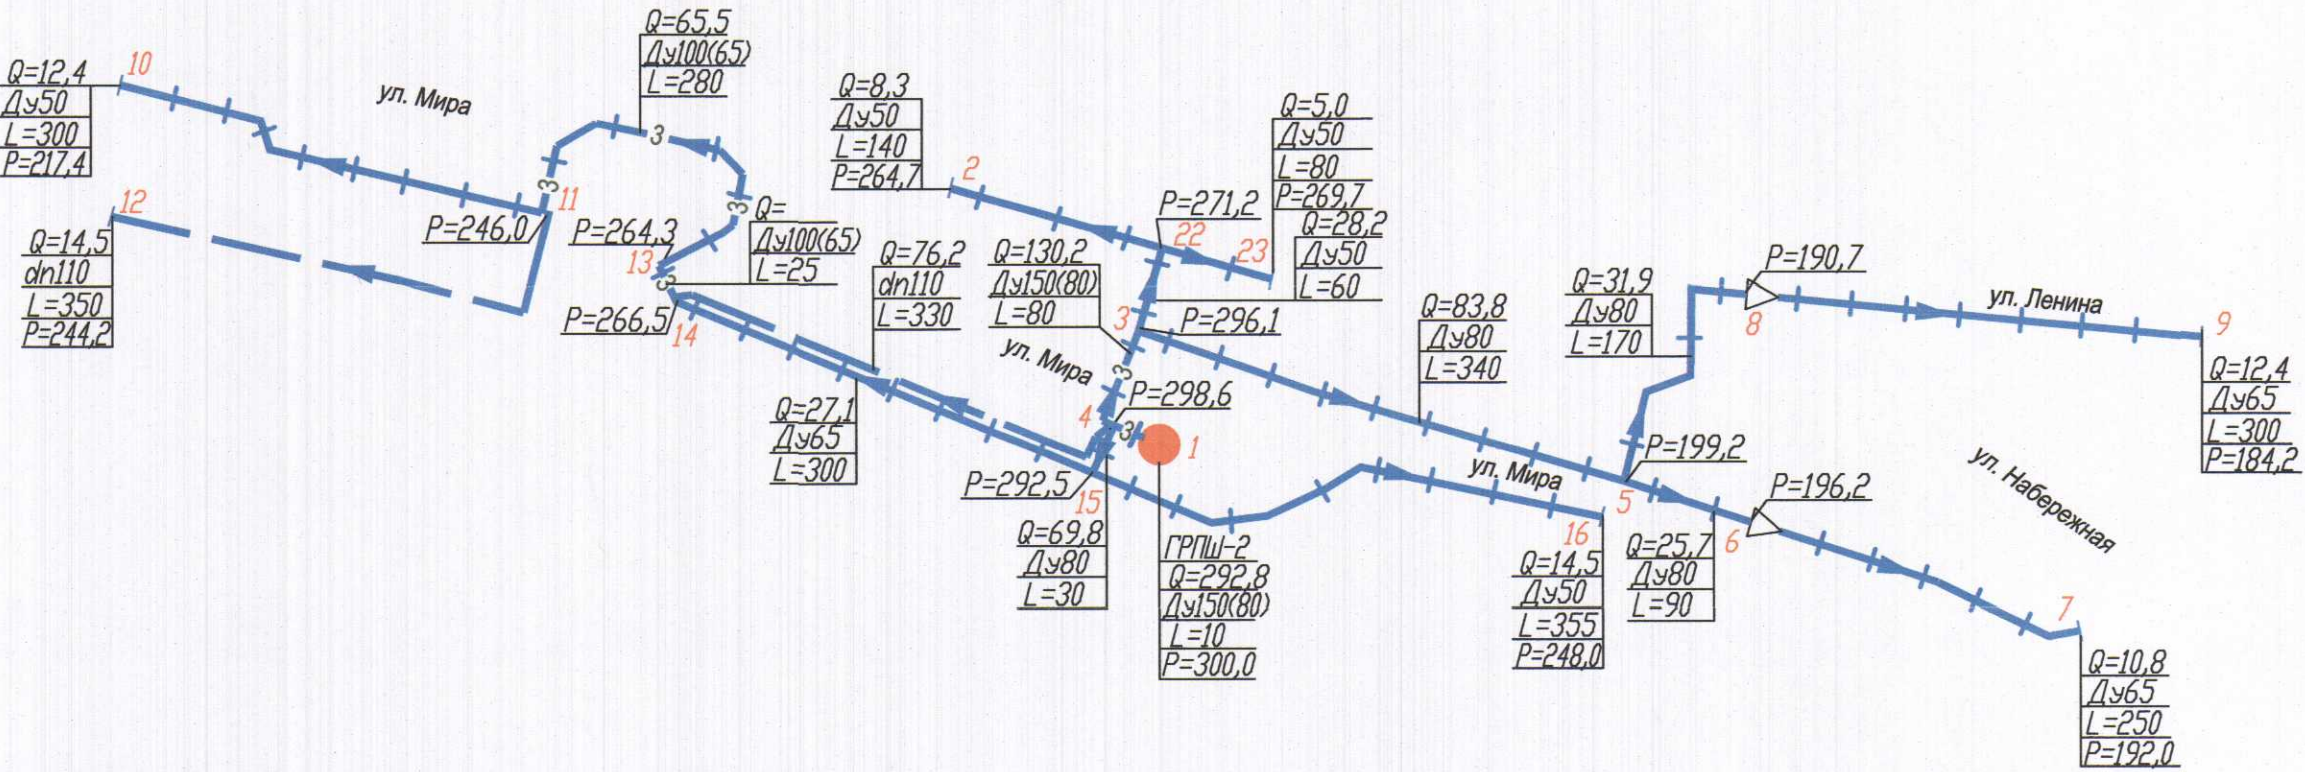 Q=65,5
Ду100(65)
L=280
10
Q=12,4
Ду50
L=300
P=217,4
ул. Мира
Q=8,3
Ду50
L=140
P=264,7
2
Q=5,0
Ду50
L=80
P=269,7
3
3
11
12
P=246,0
Q=14,5
dn110
L=350
P=244,2
P=264,3
13
3
Q=
Ду100(65)
L=25
3
P=266,5
14
Q=76,2
dn110
L=330
P=271,2
22
23
Q=28,2
Ду50
L=60
Q=130,2
Ду150(80)
L=80
3
P=296,1
ул. Мира
3
Q=83,8
Ду80
L=340
Q=31,9
Ду80
L=170
P=190,7
8
ул. Ленина
9
Q=12,4
Ду65
L=300
P=184,2
Q=27,1
Ду65
L=300
4
P=298,6
3
1
P=292,5
15
Q=69,8
Ду80
L=30
ГРПШ-2
Q=292,8
Ду150(80)
L=10
P=300,0
ул. Мира
P=199,2
5
16
Q=14,5
Ду50
L=355
P=248,0
P=196,2
6
Q=25,7
Ду80
L=90
ул. Набережная
7
Q=10,8
Ду65
L=250
P=192,0